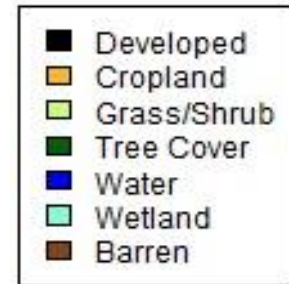 Developed
Cropland
Grass/Shrub
Tree Cover
Water
Wetland
Barren